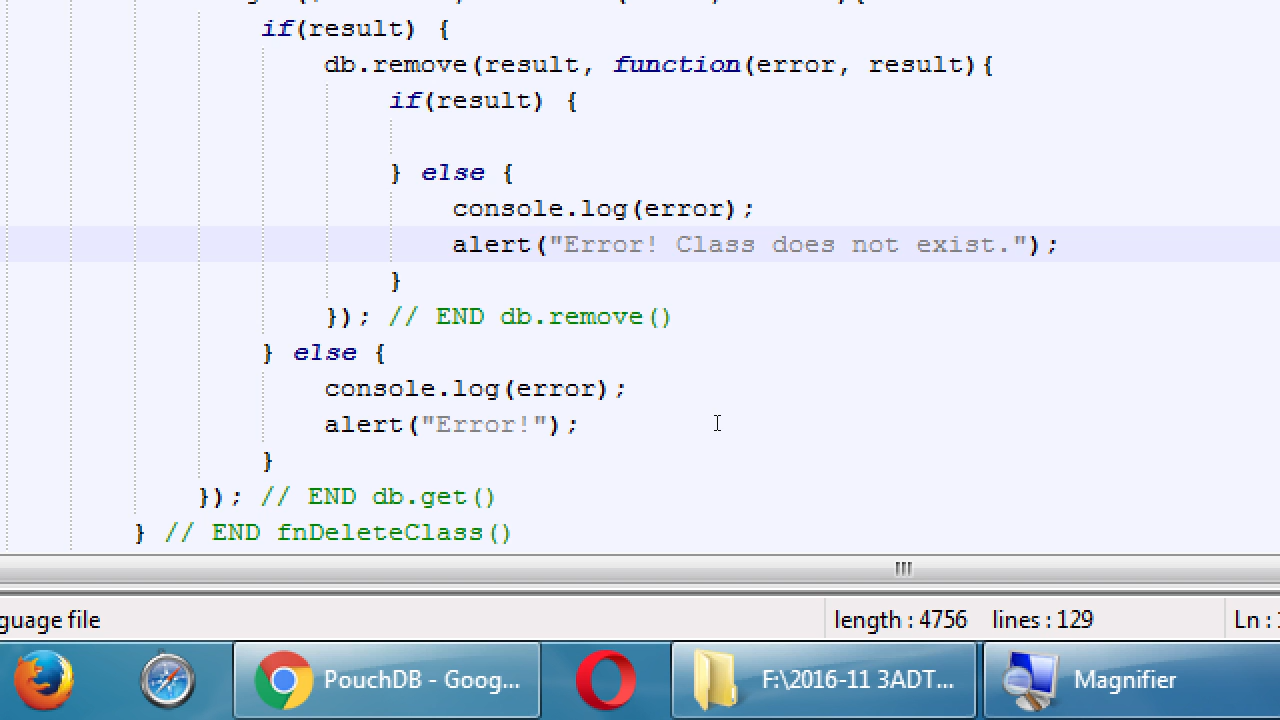 if(result) {
db.remove(result, function(error, result){
if(result) {
} else {
console.log(error);
alert("Error! Class does not exist.");
}
}); // END db.remove()
} else {
console.log(error);
alert("Error!");
}
}); // END db.get()
} // END fnDeleteClass()
guage file
length : 4756 lines : 129
Ln :
PouchDB - Goog...
F:\2016-11 3ADT...
Magnifier